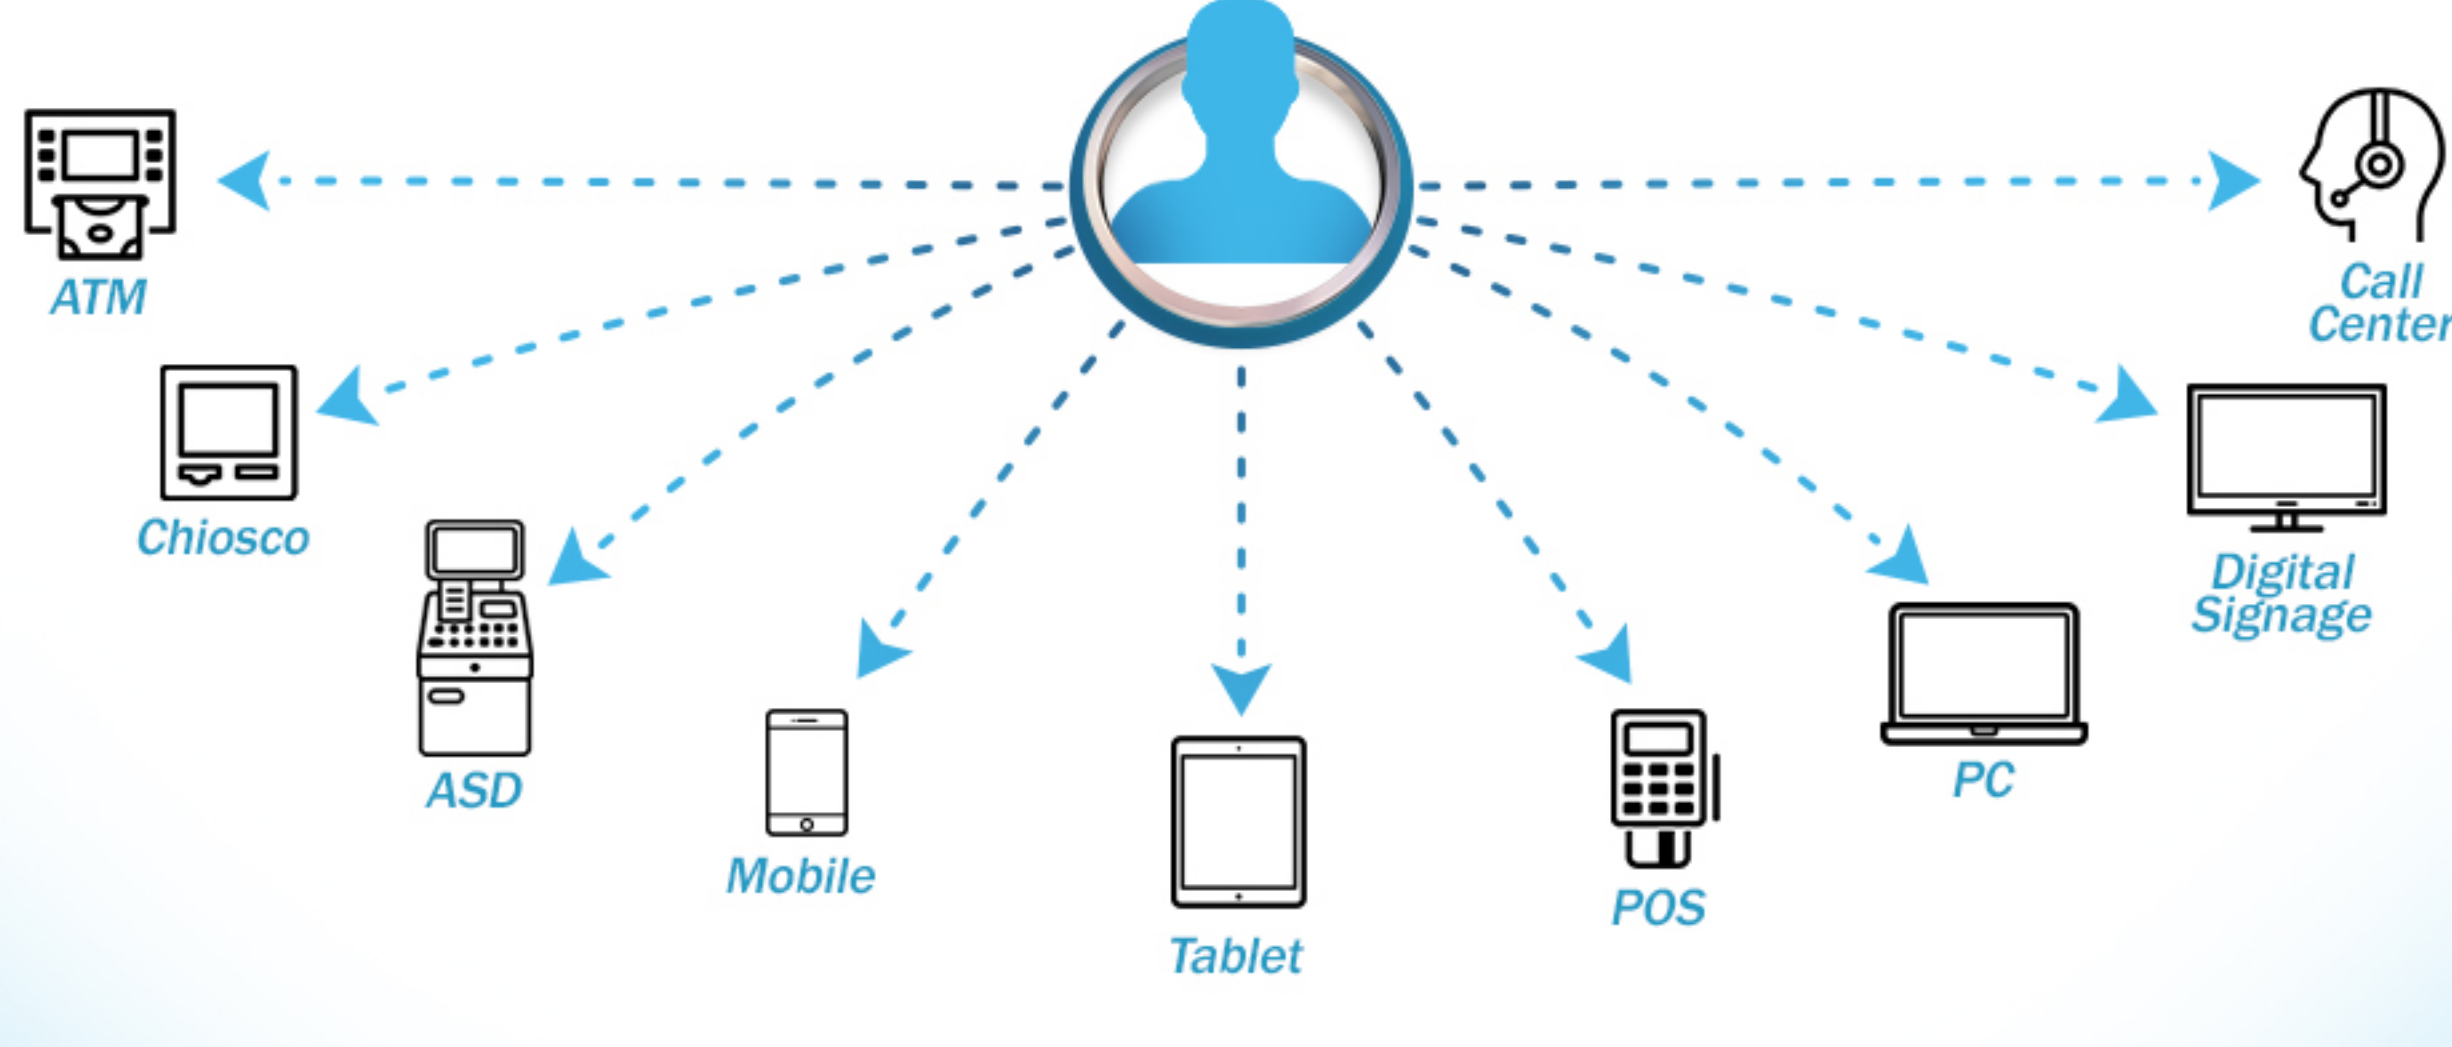 ATM
Chiosco
ASD
Mobile
Tablet
POS
PC
Digital
Signage
Call
Center